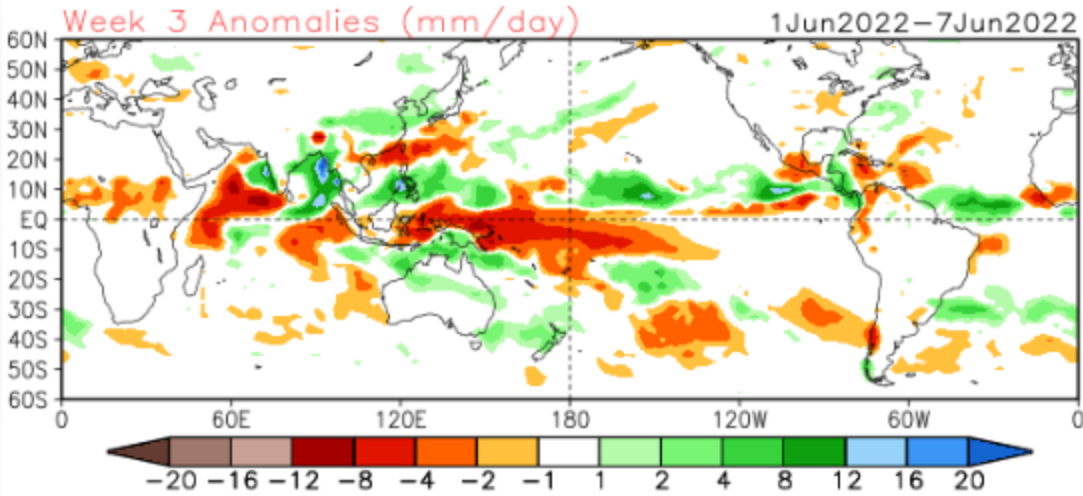 Week 3 Anomalies (mm/day) 1Jun2022-7Jun2022
60N
50N
40N
30N
20N
10N
EQ
10S
20S
30S
40S
50S
60S
0 60E 120E 180 120W 60W 0
-20 -16 -12 -8 -4 -2 -1 1 2 4 8 12 16 20